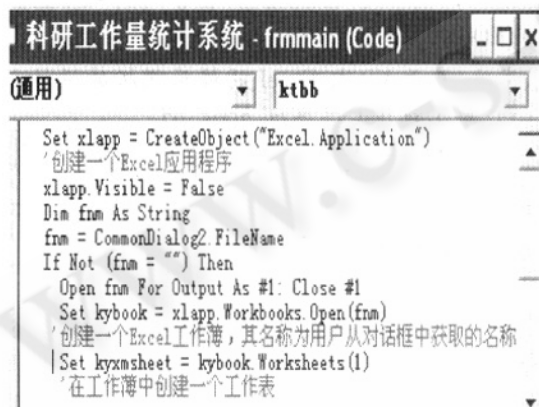 科研工作量统计系统 - frmmain (Code)
(通用) ktbb
Set xlapp = CreateObject("Excel.Application")
'创建一个Excel应用程序
xlapp.Visible = False
Dim fnm As String
fnm = CommonDialog2.FileName
If Not (fnm = "") Then
Open fnm For Output As #1: Close #1
Set kybook = xlapp.Workbooks.Open(fnm)
'创建一个Excel工作薄，其名称为用户从对话框中获取的名称
Set kyxmsheet = kybook.Worksheets(1)
'在工作薄中创建一个工作表